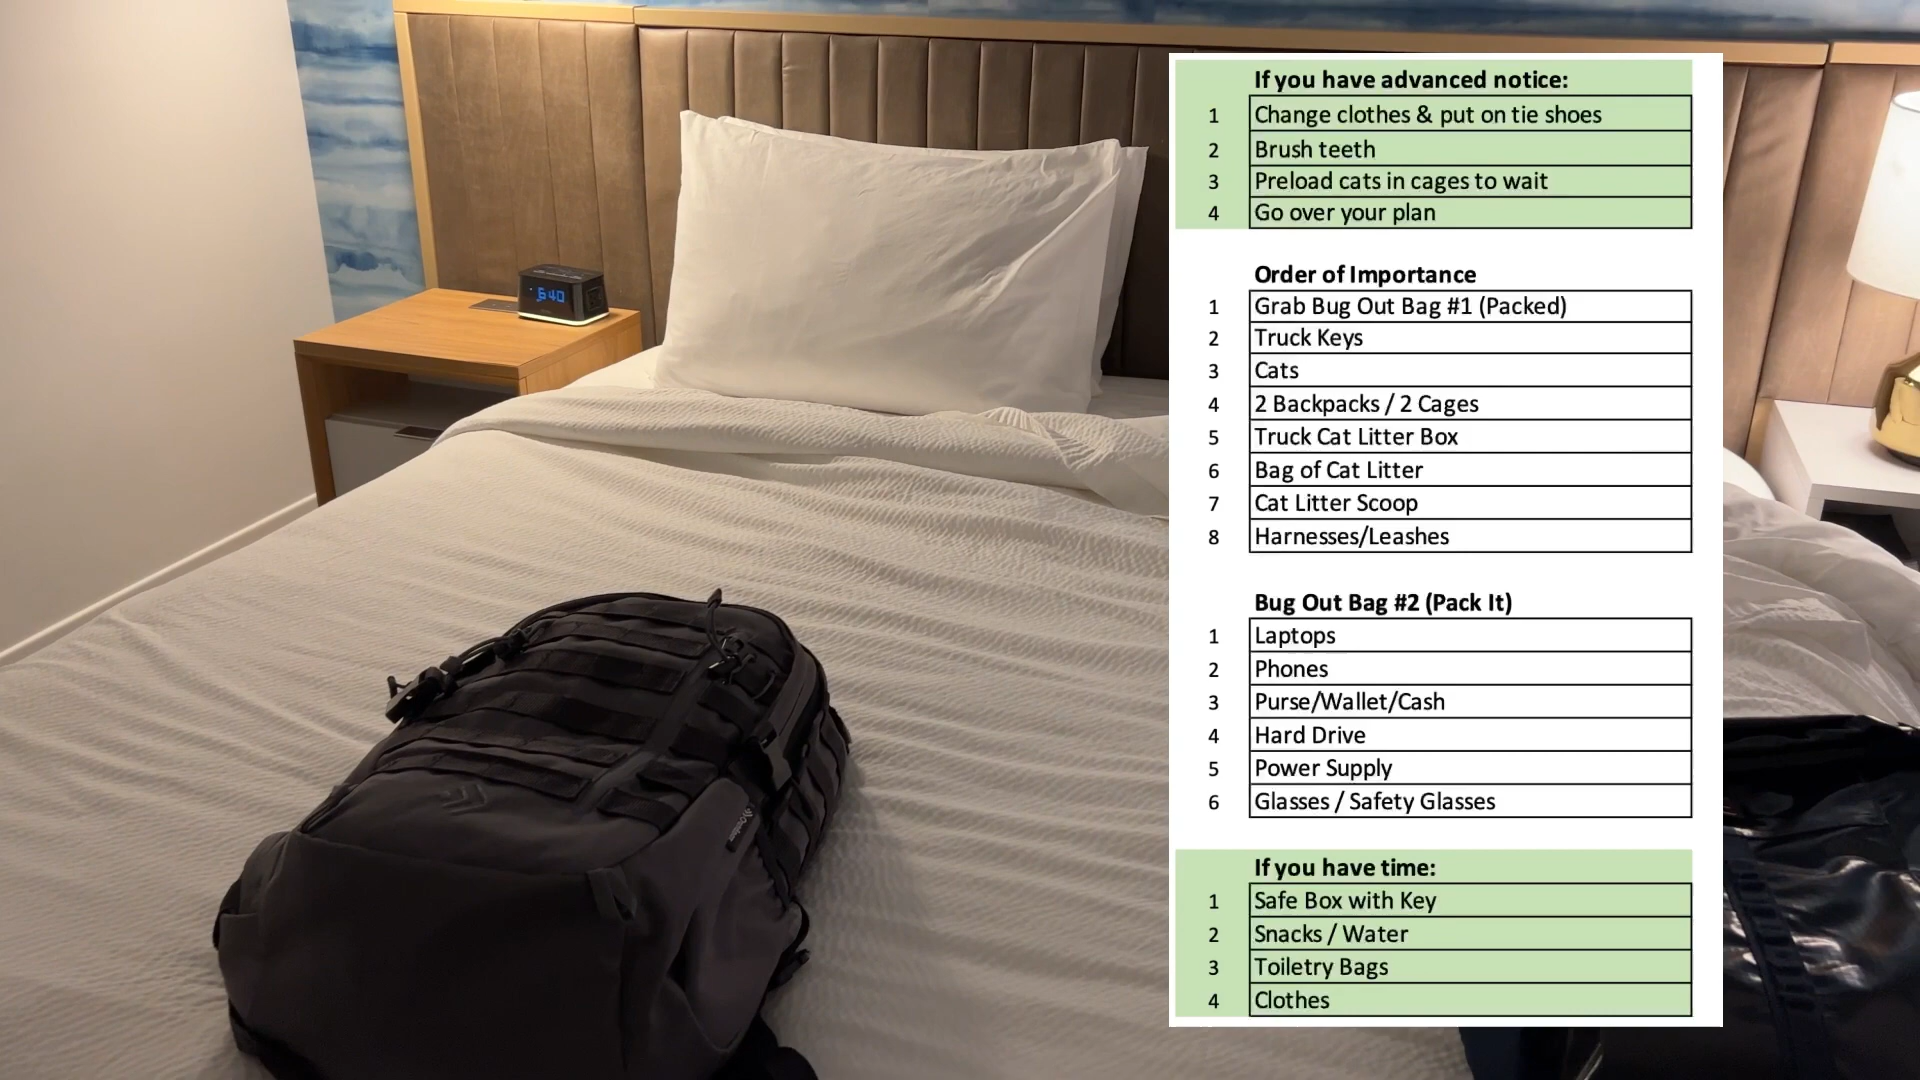 640
If you have advanced notice:
1 Change clothes & put on tie shoes
2 Brush teeth
3 Preload cats in cages to wait
4 Go over your plan
Order of Importance
1 Grab Bug Out Bag #1 (Packed)
2 Truck Keys
3 Cats
4 2 Backpacks / 2 Cages
5 Truck Cat Litter Box
6 Bag of Cat Litter
7 Cat Litter Scoop
8 Harnesses/Leashes
Bug Out Bag #2 (Pack It)
1 Laptops
2 Phones
3 Purse/Wallet/Cash
4 Hard Drive
5 Power Supply
6 Glasses / Safety Glasses
If you have time:
1 Safe Box with Key
2 Snacks / Water
3 Toiletry Bags
4 Clothes